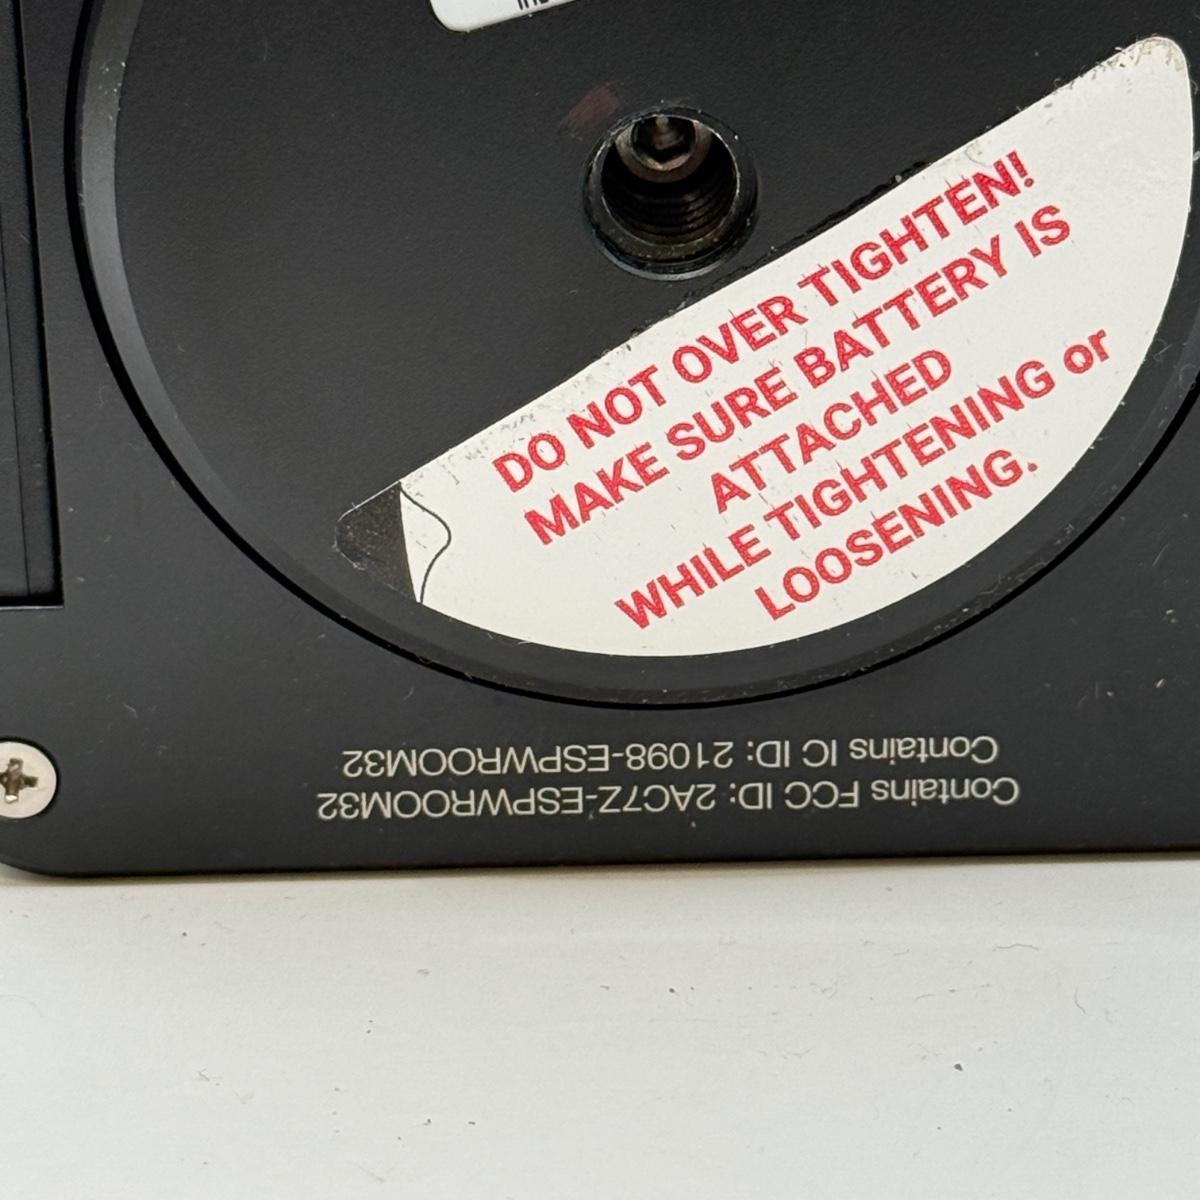 DO NOT OVER TIGHTEN!
MAKE SURE BATTERY IS
ATTACHED
WHILE TIGHTENING or
LOOSENING.
Contains FCC ID: 2AC7Z-ESPWROOM32
Contains IC ID: 21098-ESPWROOM32